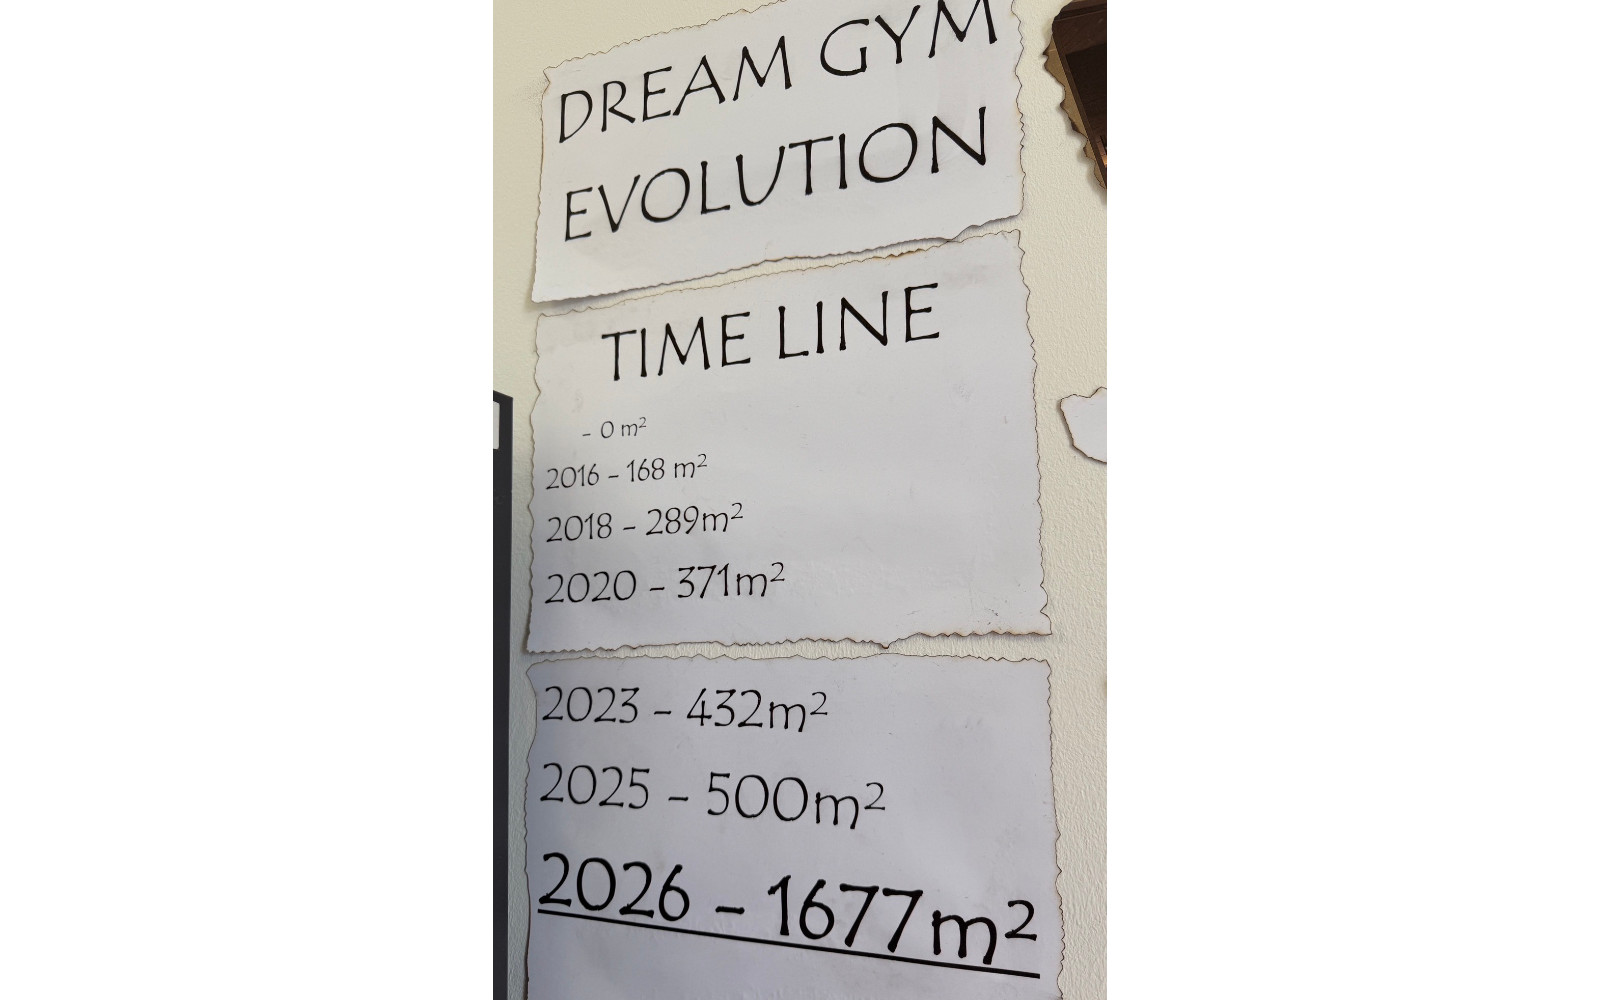 DREAM GYM
EVOLUTION
TIME LINE
- 0 m²
2016 - 168 m²
2018 - 289m²
2020 - 371m²
2023 - 432m²
2025 - 500m²
2026 - 1677m²